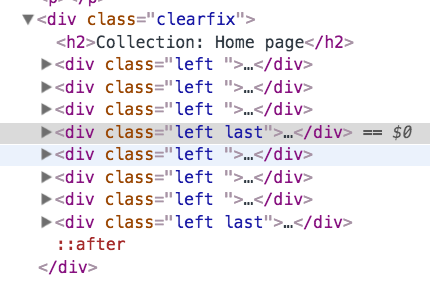 <p></p>
▼<div class="clearfix">
<h2>Collection: Home page</h2>
▶<div class="left ">…</div>
▶<div class="left ">…</div>
▶<div class="left ">…</div>
▶<div class="left last">…</div> == $0
▶<div class="left ">…</div>
▶<div class="left ">…</div>
▶<div class="left ">…</div>
▶<div class="left last">…</div>
::after
</div>